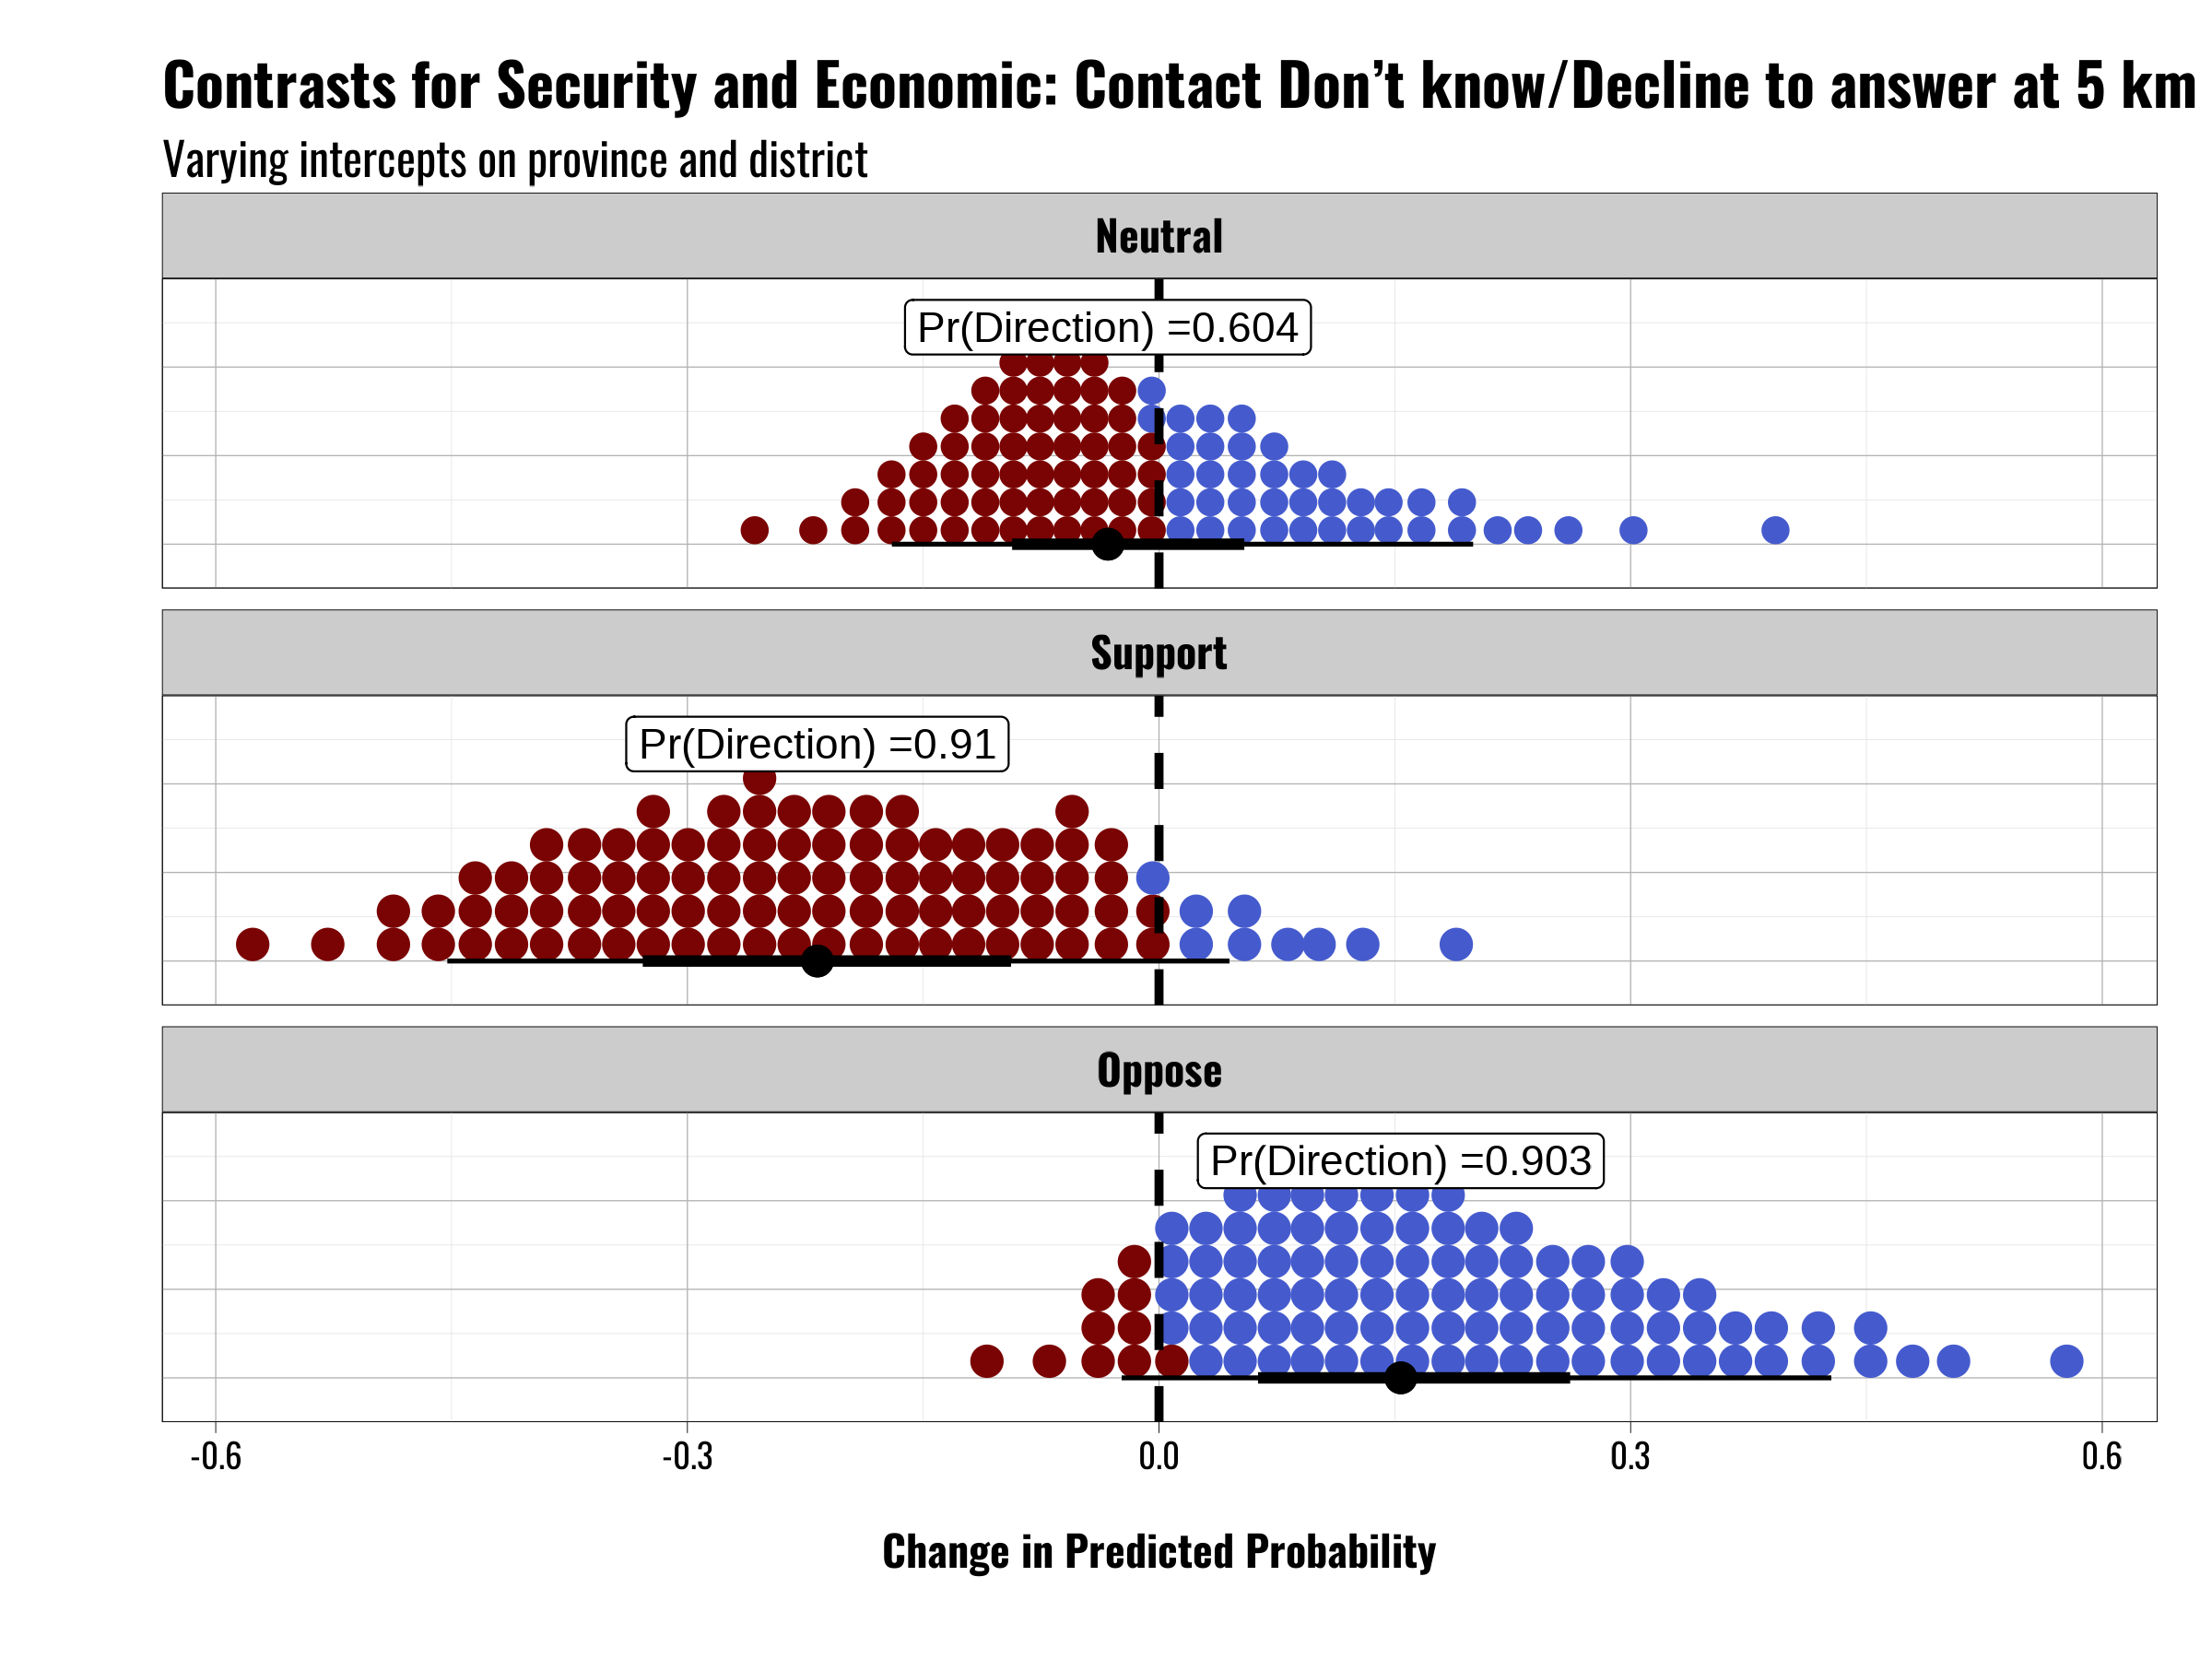 Contrasts for Security and Economic: Contact Don’t know/Decline to answer at 5 km
Varying intercepts on province and district
Neutral
Pr(Direction) =0.604
Support
Pr(Direction) =0.91
Oppose
Pr(Direction) =0.903
-0.6 -0.3 0.0 0.3 0.6
Change in Predicted Probability